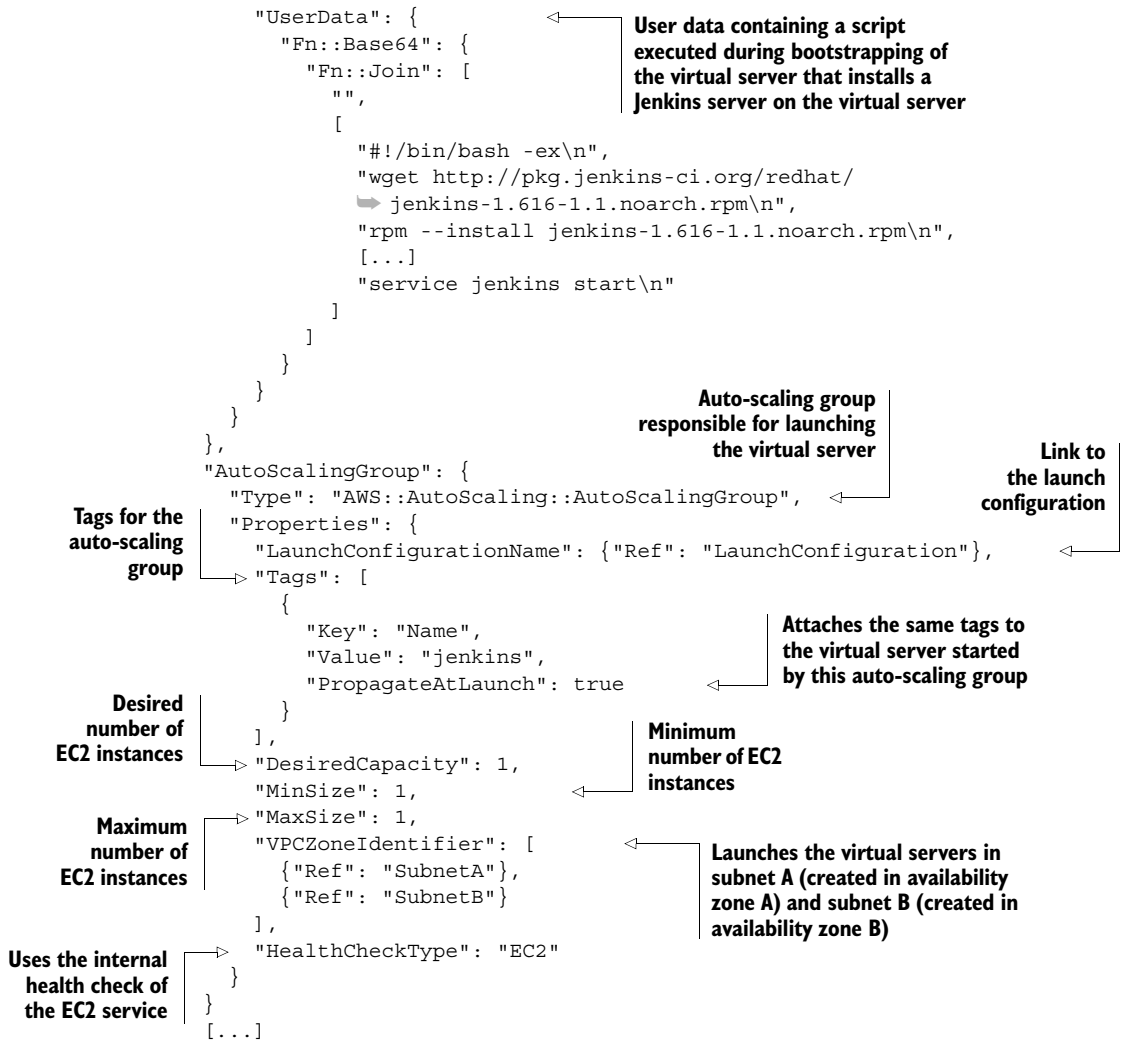 "UserData": {
User data containing a script
executed during bootstrapping of
the virtual server that installs a
Jenkins server on the virtual server
"Fn::Base64": {
"Fn::Join": [
"",
[
"#!/bin/bash -ex\n",
"wget http://pkg.jenkins-ci.org/redhat/
➥ jenkins-1.616-1.1.noarch.rpm\n",
"rpm --install jenkins-1.616-1.1.noarch.rpm\n",
[...]
"service jenkins start\n"
]
]
}
}
}
},
Auto-scaling group
responsible for launching
the virtual server
"AutoScalingGroup": {
"Type": "AWS::AutoScaling::AutoScalingGroup",
Link to
the launch
configuration
Tags for the
auto-scaling
group
"Properties": {
"LaunchConfigurationName": {"Ref": "LaunchConfiguration"},
"Tags": [
{
"Key": "Name",
"Value": "jenkins",
"PropagateAtLaunch": true
Attaches the same tags to
the virtual server started
by this auto-scaling group
}
],
Desired
number of
EC2 instances
"DesiredCapacity": 1,
"MinSize": 1,
Minimum
number of EC2
instances
"MaxSize": 1,
Maximum
number of
EC2 instances
"VPCZoneIdentifier": [
{"Ref": "SubnetA"},
{"Ref": "SubnetB"}
],
Launches the virtual servers in
subnet A (created in availability
zone A) and subnet B (created in
availability zone B)
"HealthCheckType": "EC2"
Uses the internal
health check of
the EC2 service
}
}
[...]